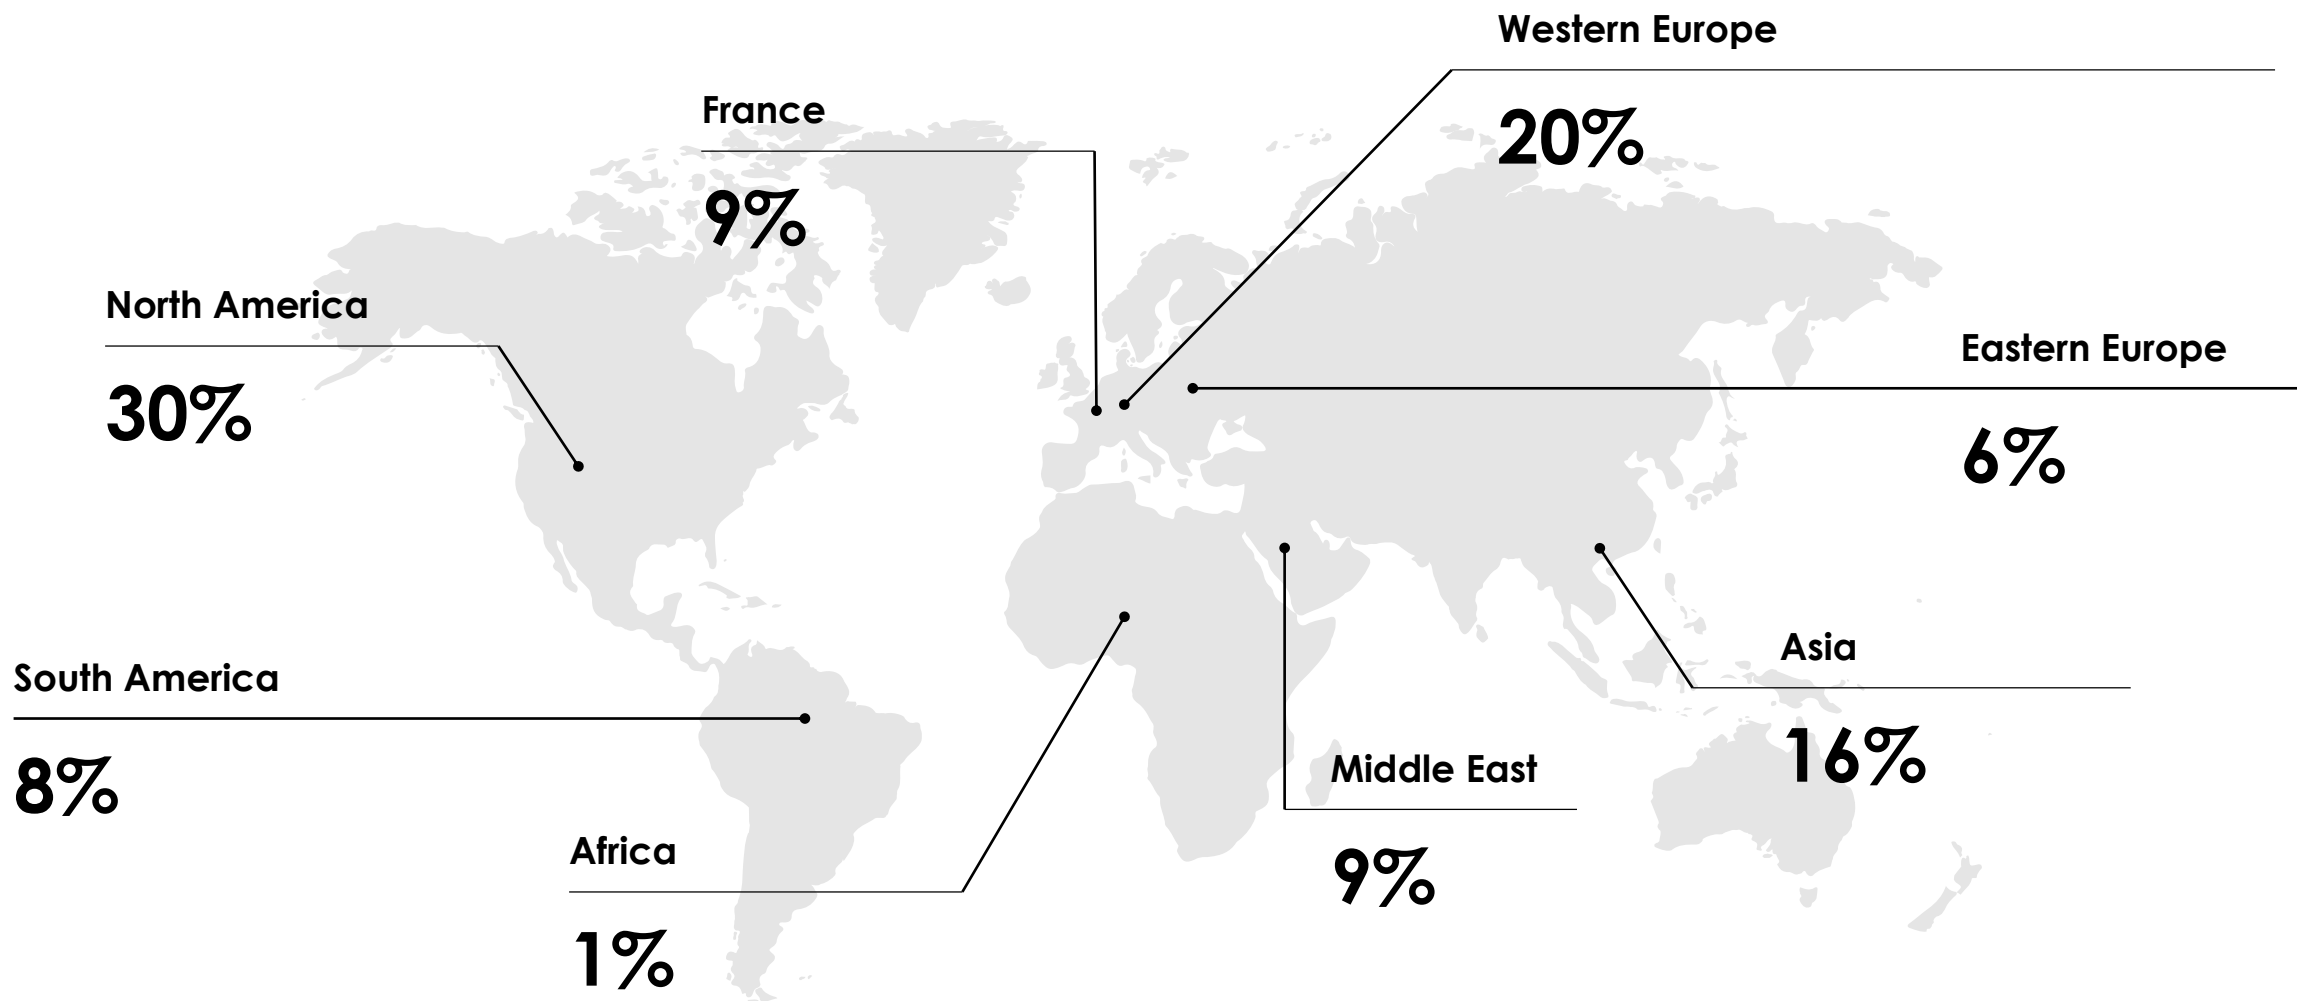 Western Europe
20%
France
9%
North America
30%
Eastern Europe
6%
South America
8%
Asia
16%
Middle East
9%
Africa
1%